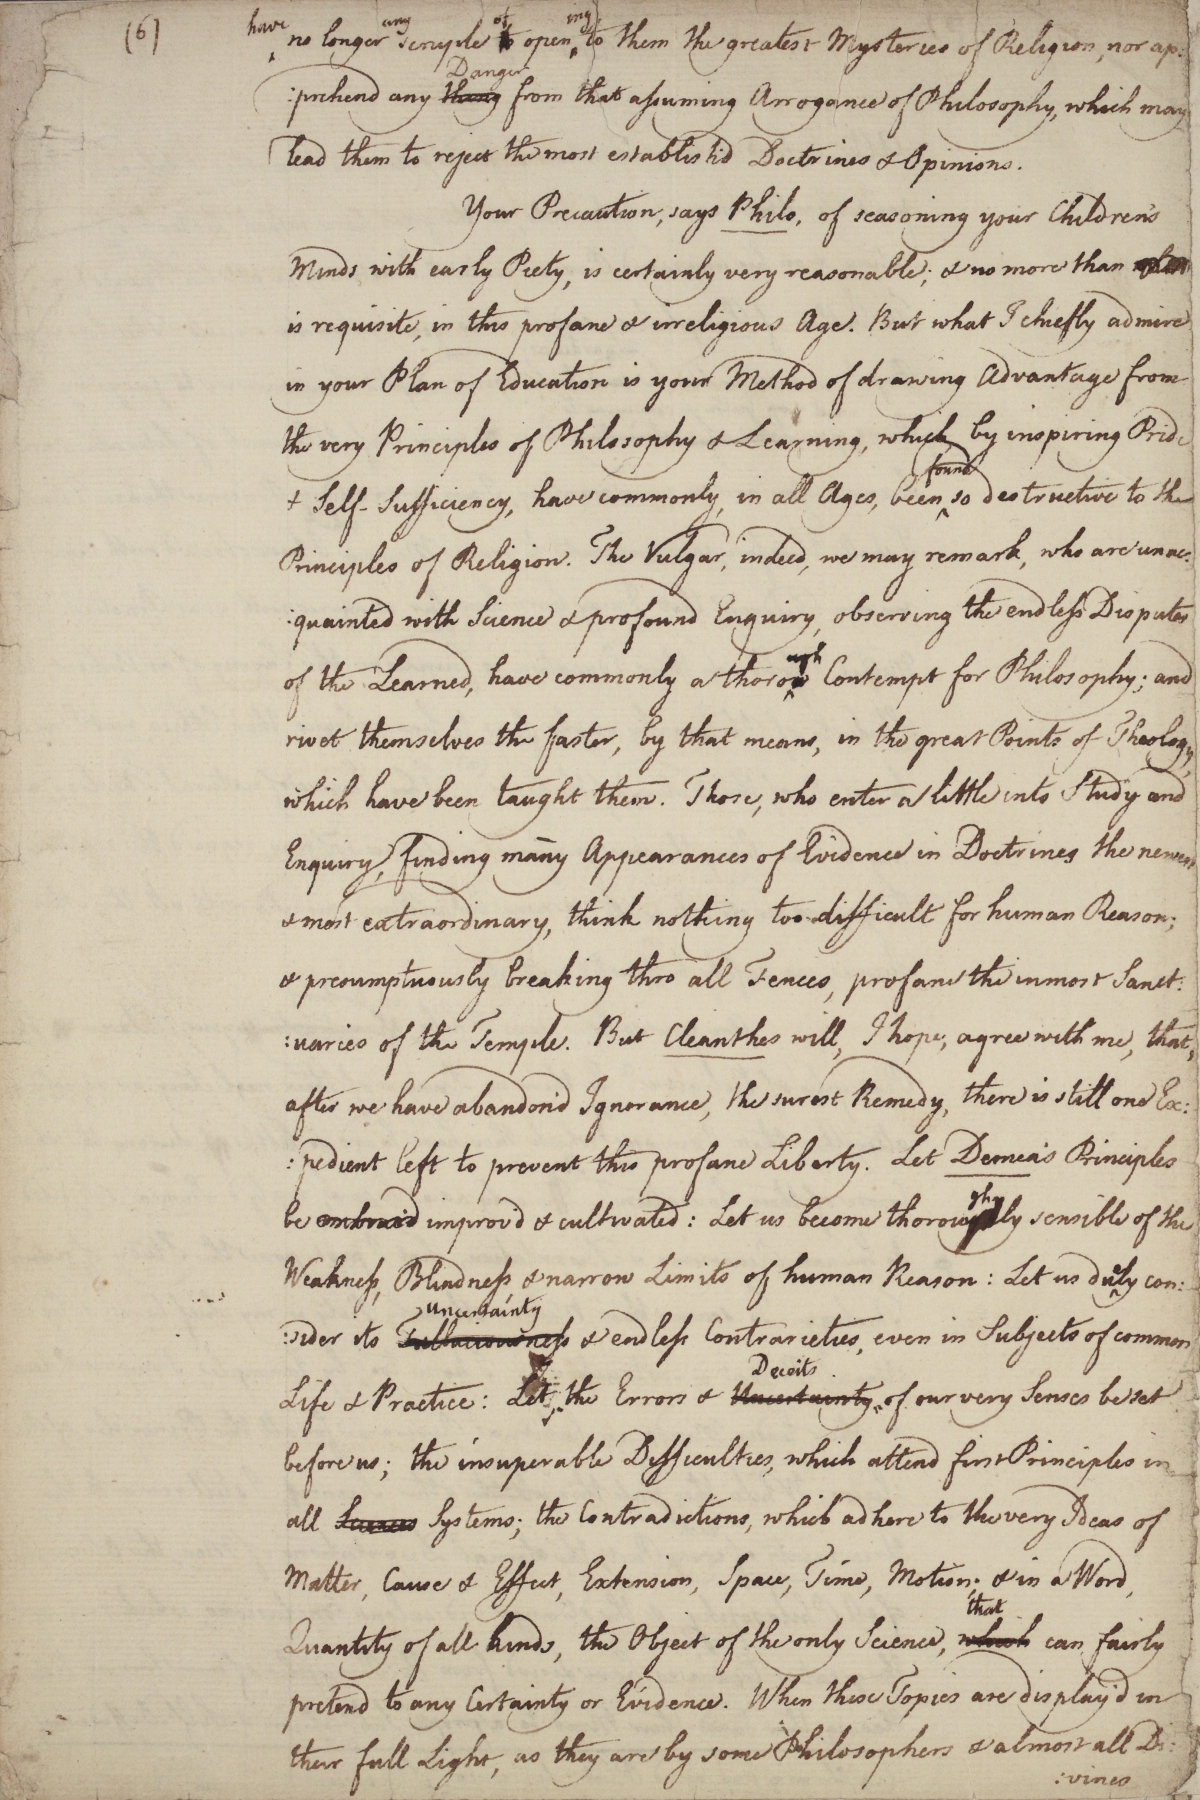 (6)
have no longer any scruple of opening to them the greatest Mysteries of Religion, nor ap:
:prehend any thing Danger from that assuming Arrogance of Philosophy, which may
lead them to reject the most establish'd Doctrines & Opinions.
Your Precaution, says Philo, of seasoning your Children's
Minds with early Piety, is certainly very reasonable; & no more than
is requisite, in this profane & irreligious Age. But what I chiefly admire
in your Plan of Education is your Method of drawing Advantage from
the very Principles of Philosophy & Learning, which, by inspiring Pride
& Self-Sufficiency, have commonly, in all Ages, been found so destructive to the
Principles of Religion. The Vulgar, indeed, we may remark, who are unac:
:quainted with Science & profound Enquiry, observing the endless Disputes
of the Learned, have commonly a thorough Contempt for Philosophy; and
rivet themselves the faster, by that means, in the great Points of Theology,
which have been taught them. Those, who enter a little into Study and
Enquiry, finding many Appearances of Evidence in Doctrines the newest
& most extraordinary, think nothing too difficult for human Reason;
& presumptuously breaking thro all Fences, profane the inmost Sanct:
:uaries of the Temple. But Cleanthes will, I hope, agree with me, that,
after we have abandon'd Ignorance, the surest Remedy, there is still one Ex:
:pedient left to prevent this profane Liberty. Let Demea's Principles
be embrac'd improv'd & cultivated: Let us become thoroughly sensible of the
Weakness, Blindness & narrow Limits of human Reason: Let us duely con:
:sider its Fallaciousness uncertainty & endless Contrarieties, even in Subjects of common
Life & Practice: Let the Errors & Uncertainty Deceits of our very Senses be set
before us; the insuperable Difficulties, which attend first Principles in
all Sciences Systems; the Contradictions, which adhere to the very Ideas of
Matter, Cause & Effect, Extension, Space, Time, Motion; & in a Word,
Quantity of all kinds, the Object of the only Science, which that can fairly
pretend to any Certainty or Evidence. When these Topics are display'd in
their full Light, as they are by some Philosophers & almost all Di:
:vines